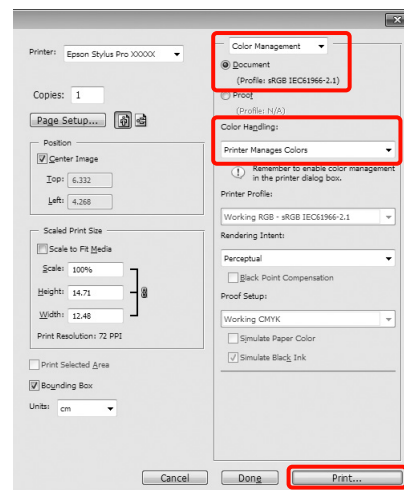 Printer: Epson Stylus Pro XXXXX
Copies: 1
Page Setup...
Position
Center Image
Top: 6.332
Left: 4.268
Scaled Print Size
Scale to Fit Media
Scale: 100%
Height: 14.71
Width: 12.48
Print Resolution: 72 PPI
Print Selected Area
Bounding Box
Units: cm
Color Management
Document
(Profile: sRGB IEC61966-2.1)
Proof
(Profile: N/A)
Color Handling:
Printer Manages Colors
Remember to enable color management
in the printer dialog box.
Printer Profile:
Working RGB - sRGB IEC61966-2.1
Rendering Intent:
Perceptual
Black Point Compensation
Proof Setup:
Working CMYK
Simulate Paper Color
Simulate Black Ink
Cancel
Done
Print...